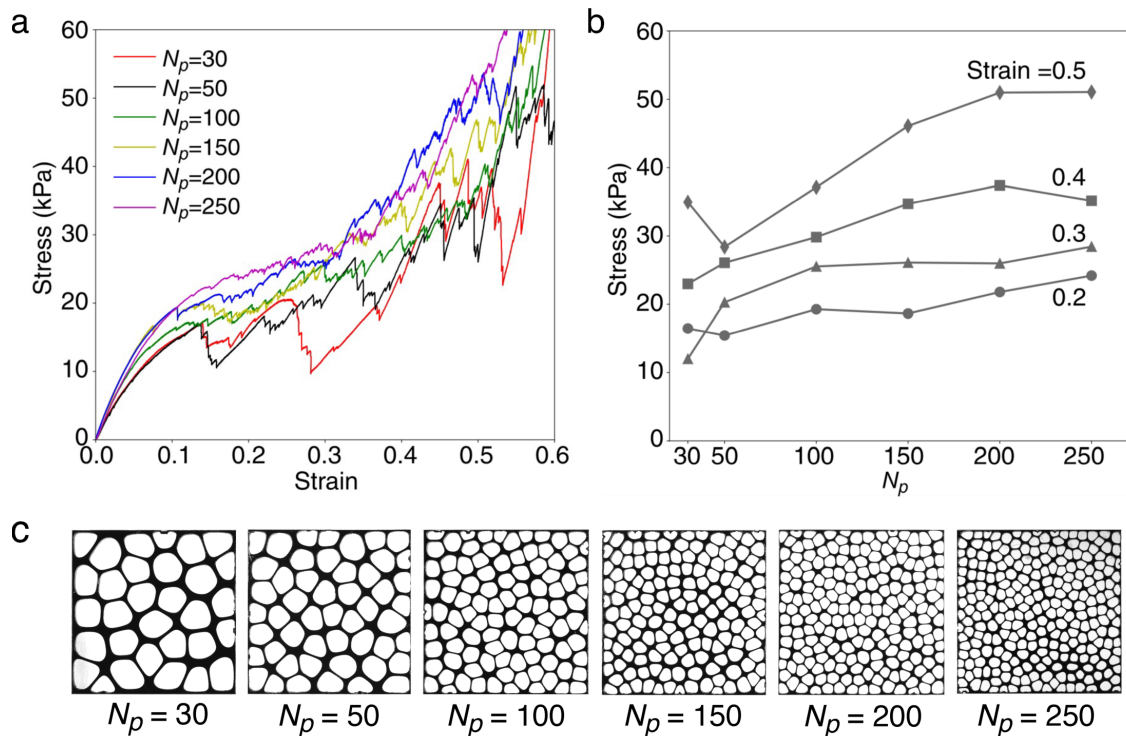 a
60
50
40
30
20
10
0
Stress (kPa)
Np=30
Np=50
Np=100
Np=150
Np=200
Np=250
0.0 0.1 0.2 0.3 0.4 0.5 0.6
Strain
b
60
50
40
30
20
10
0
Stress (kPa)
Strain =0.5
0.4
0.3
0.2
30 50 100 150 200 250
Np
c
Np = 30 Np = 50 Np = 100 Np = 150 Np = 200 Np = 250